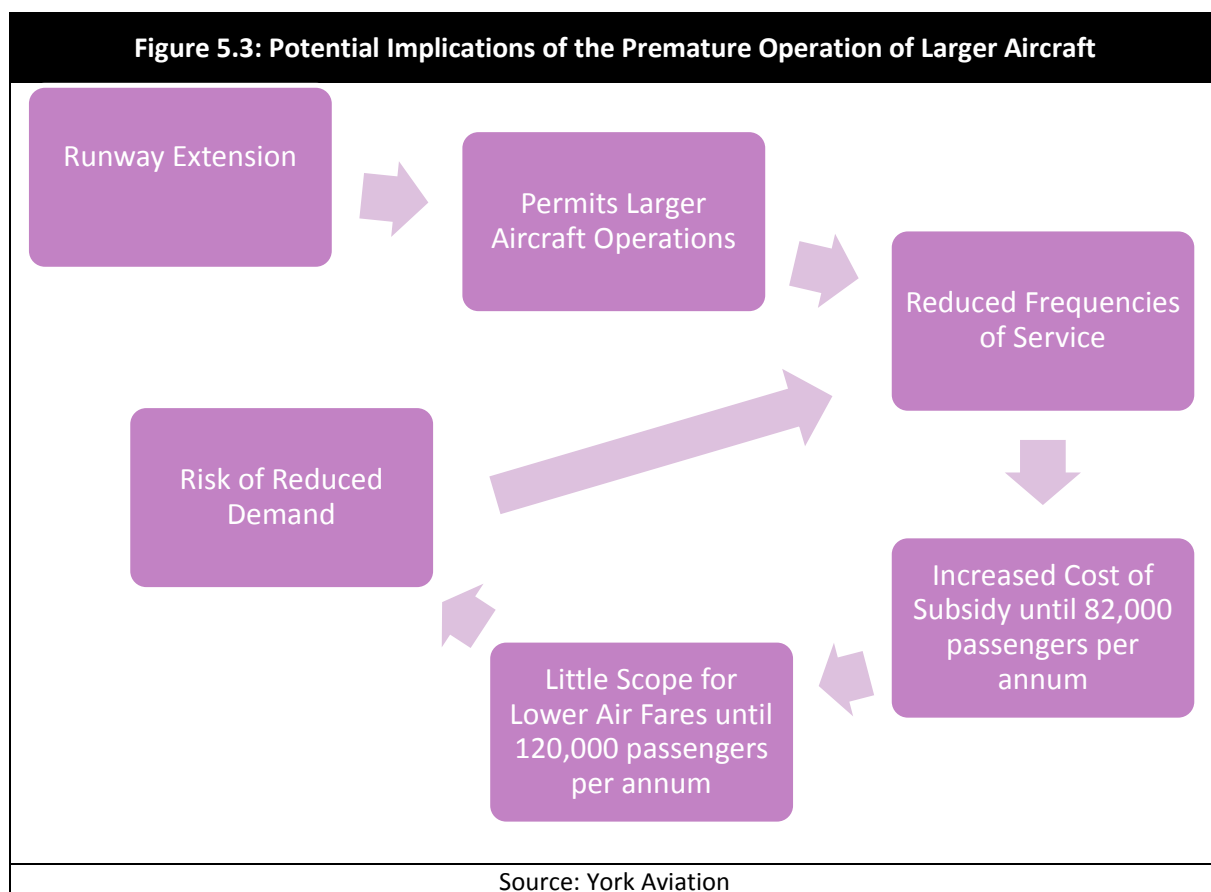 Figure 5.3: Potential Implications of the Premature Operation of Larger Aircraft
Runway Extension
Permits Larger
Aircraft Operations
Reduced Frequencies
of Service
Increased Cost of
Subsidy until 82,000
passengers per
annum
Little Scope for
Lower Air Fares until
120,000 passengers
per annum
Risk of Reduced
Demand
Source: York Aviation